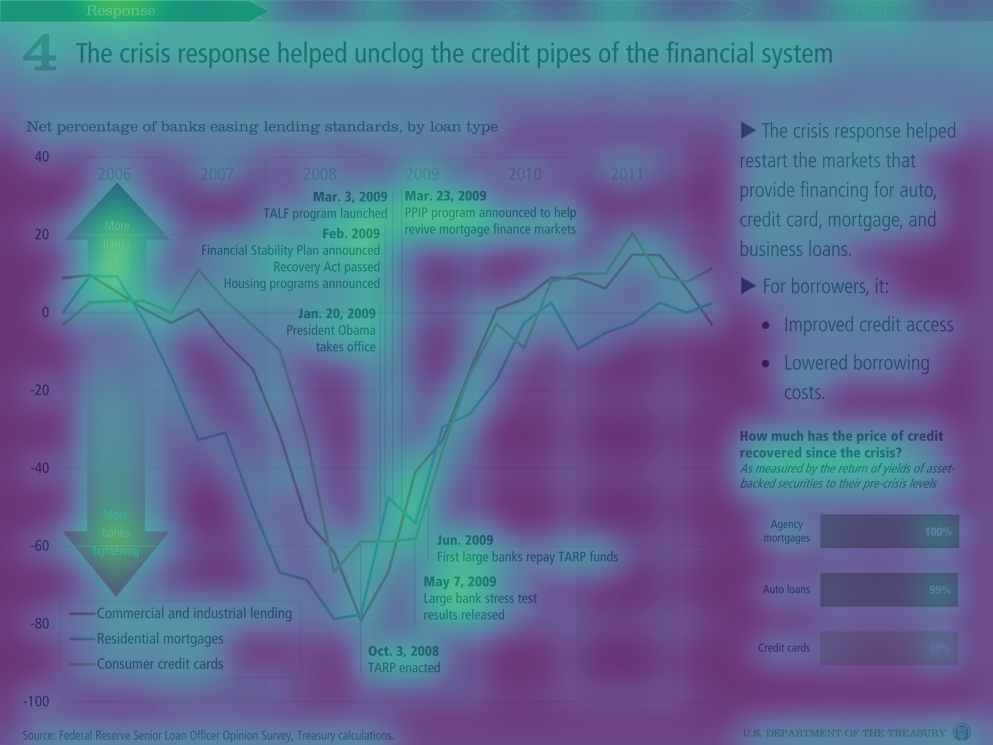 Response
4 The crisis response helped unclog the credit pipes of the financial system
Net percentage of banks easing lending standards, by loan type
40
20
0
-20
-40
-60
-80
-100
2006 2007 2008 2009 2010 2011
More
banks
Mar. 3, 2009
TALF program launched
Feb. 2009
Financial Stability Plan announced
Recovery Act passed
Housing programs announced
Jan. 20, 2009
President Obama
takes office
Mar. 23, 2009
PPIP program announced to help
revive mortgage finance markets
More
banks
tightening
Jun. 2009
First large banks repay TARP funds
May 7, 2009
Large bank stress test
results released
Oct. 3, 2008
TARP enacted
Commercial and industrial lending
Residential mortgages
Consumer credit cards
▶ The crisis response helped
restart the markets that
provide financing for auto,
credit card, mortgage, and
business loans.
▶ For borrowers, it:
• Improved credit access
• Lowered borrowing
costs.
How much has the price of credit
recovered since the crisis?
As measured by the return of yields of asset-
backed securities to their pre-crisis levels
Agency
mortgages
100%
Auto loans 99%
Credit cards 99%
Source: Federal Reserve Senior Loan Officer Opinion Survey, Treasury calculations.
U.S. DEPARTMENT OF THE TREASURY